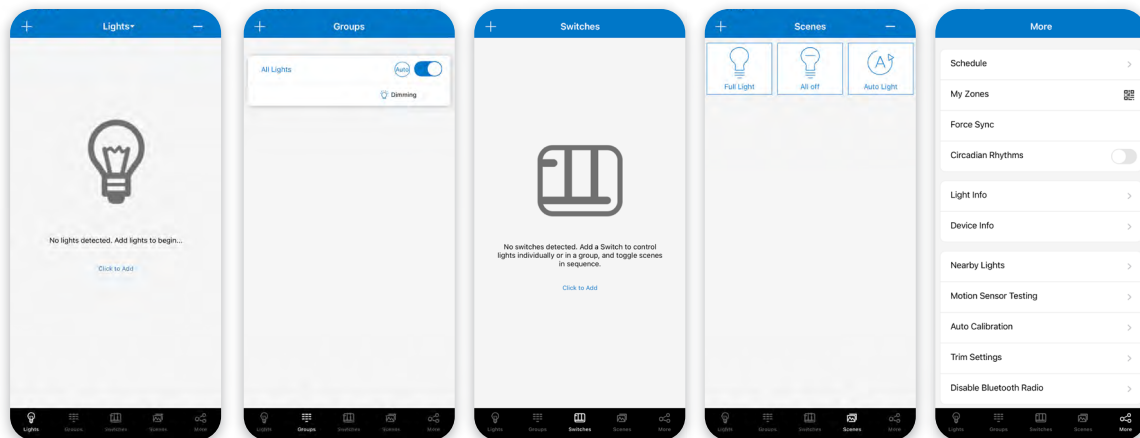 Lights
No lights detected. Add lights to begin...
Click to Add
Lights Groups Switches Scenes More
Groups
All Lights Auto
Dimming
Lights Groups Switches Scenes More
Switches
No switches detected. Add a Switch to control
lights individually or in a group, and toggle scenes
in sequence.
Click to Add
Lights Groups Switches Scenes More
Scenes
Full Light All off Auto Light
Lights Groups Switches Scenes More
More
Schedule
My Zones
Force Sync
Circadian Rhythms
Light Info
Device Info
Nearby Lights
Motion Sensor Testing
Auto Calibration
Trim Settings
Disable Bluetooth Radio
Lights Groups Switches Scenes More